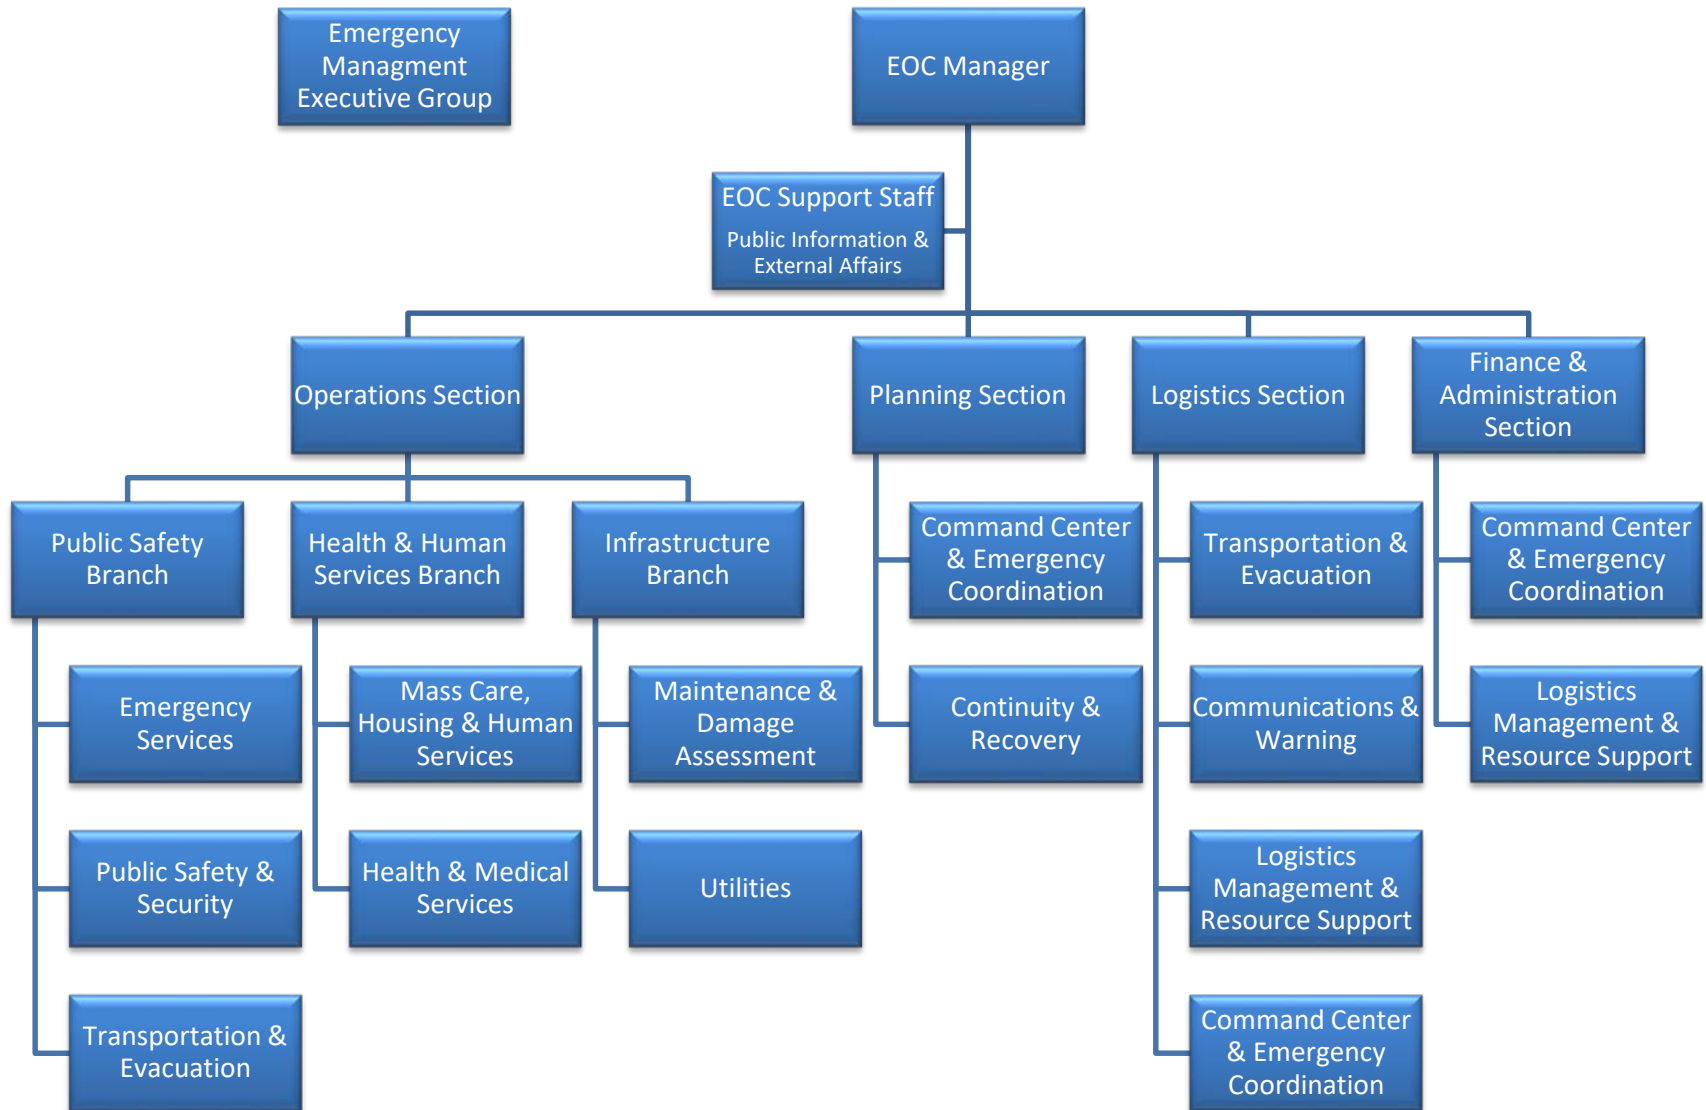 Emergency
Managment
Executive Group
EOC Manager
EOC Support Staff
Public Information &
External Affairs
Operations Section
Planning Section
Logistics Section
Finance &
Administration
Section
Public Safety
Branch
Health & Human
Services Branch
Infrastructure
Branch
Command Center
& Emergency
Coordination
Transportation &
Evacuation
Command Center
& Emergency
Coordination
Emergency
Services
Mass Care,
Housing & Human
Services
Maintenance &
Damage
Assessment
Continuity &
Recovery
Communications &
Warning
Logistics
Management &
Resource Support
Public Safety &
Security
Health & Medical
Services
Utilities
Logistics
Management &
Resource Support
Transportation &
Evacuation
Command Center
& Emergency
Coordination